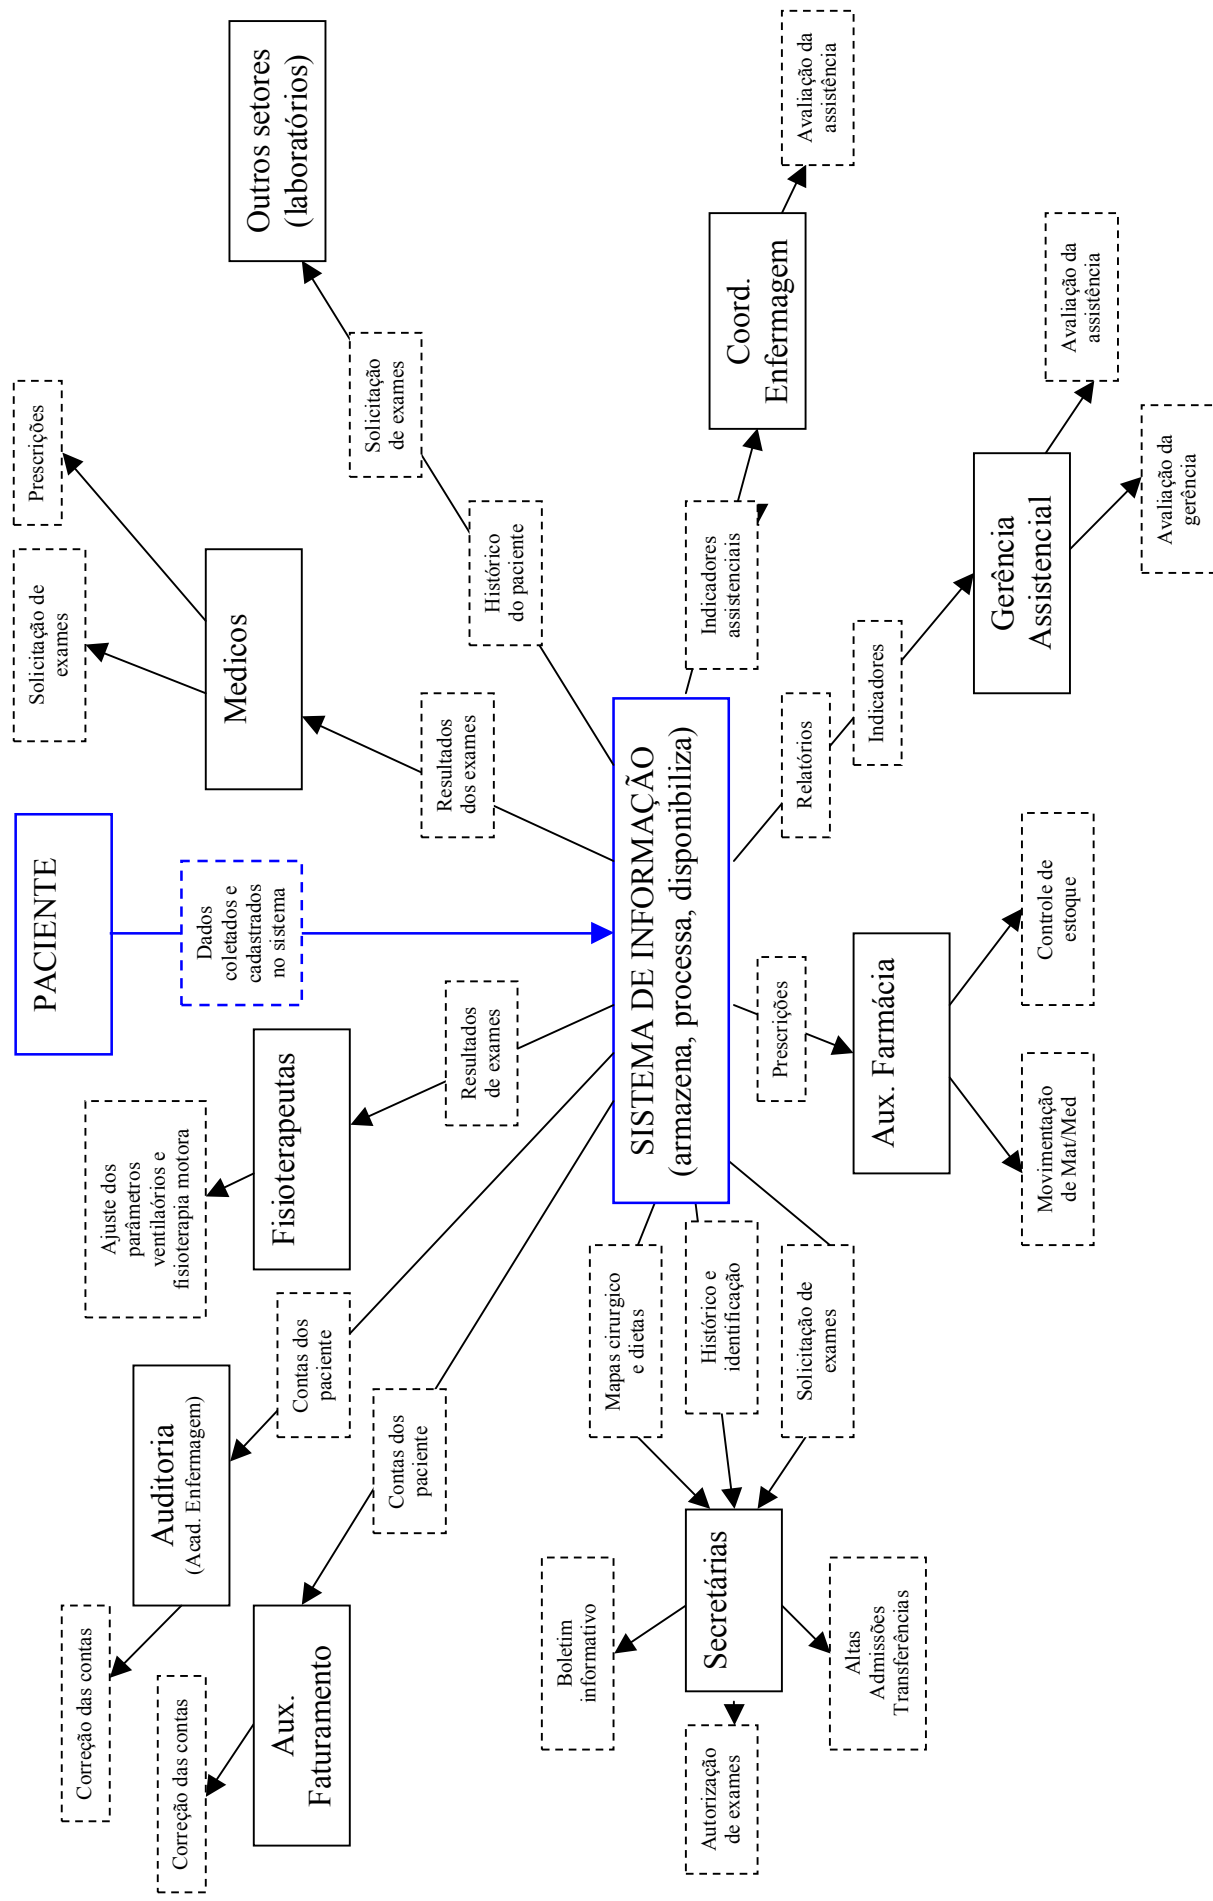 Correção das contas
Auditoria
(Acad. Enfermagem)
Ajuste dos
parâmetros
ventilaórios e
fisioterapia motora
PACIENTE
Solicitação de
exames
Prescrições
Correção das contas
Aux.
Faturamento
Contas dos
paciente
Fisioterapeutas
Dados
coletados e
cadastrados
no sistema
Medicos
Outros setores
(laboratórios)
Contas dos
paciente
Resultados
de exames
Resultados
dos exames
Histórico
do paciente
Solicitação
de exames
Boletim
informativo
Mapas cirurgico
e dietas
SISTEMA DE INFORMAÇÃO
(armazena, processa, disponibiliza)
Autorização
de exames
Secretárias
Histórico e
identificação
Indicadores
assistenciais
Coord.
Enfermagem
Avaliação da
assistência
Solicitação de
exames
Prescrições
Relatórios
Altas
Admissões
Transferências
Aux. Farmácia
Indicadores
Gerência
Assistencial
Movimentação
de Mat/Med
Controle de
estoque
Avaliação da
assistência
Avaliação da
gerência